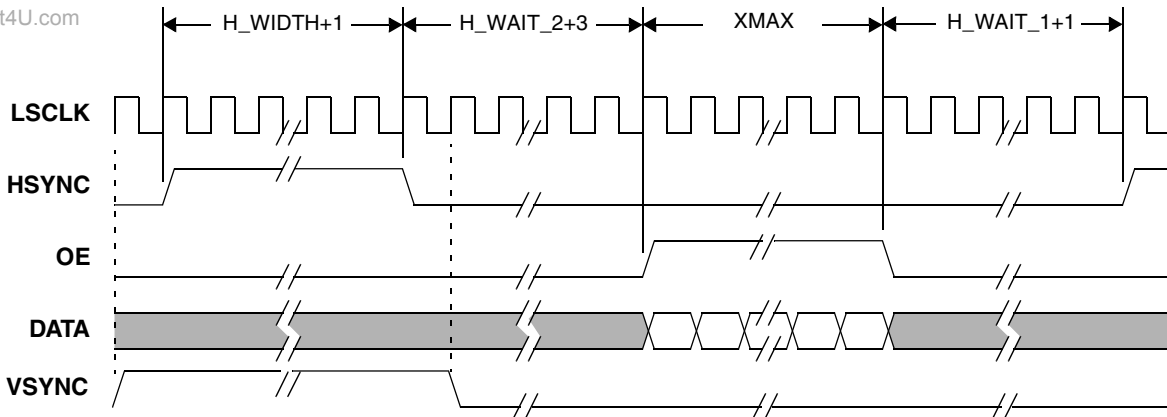 t4U.com
H_WIDTH+1 H_WAIT_2+3 XMAX H_WAIT_1+1
LSCLK
HSYNC
OE
DATA
VSYNC